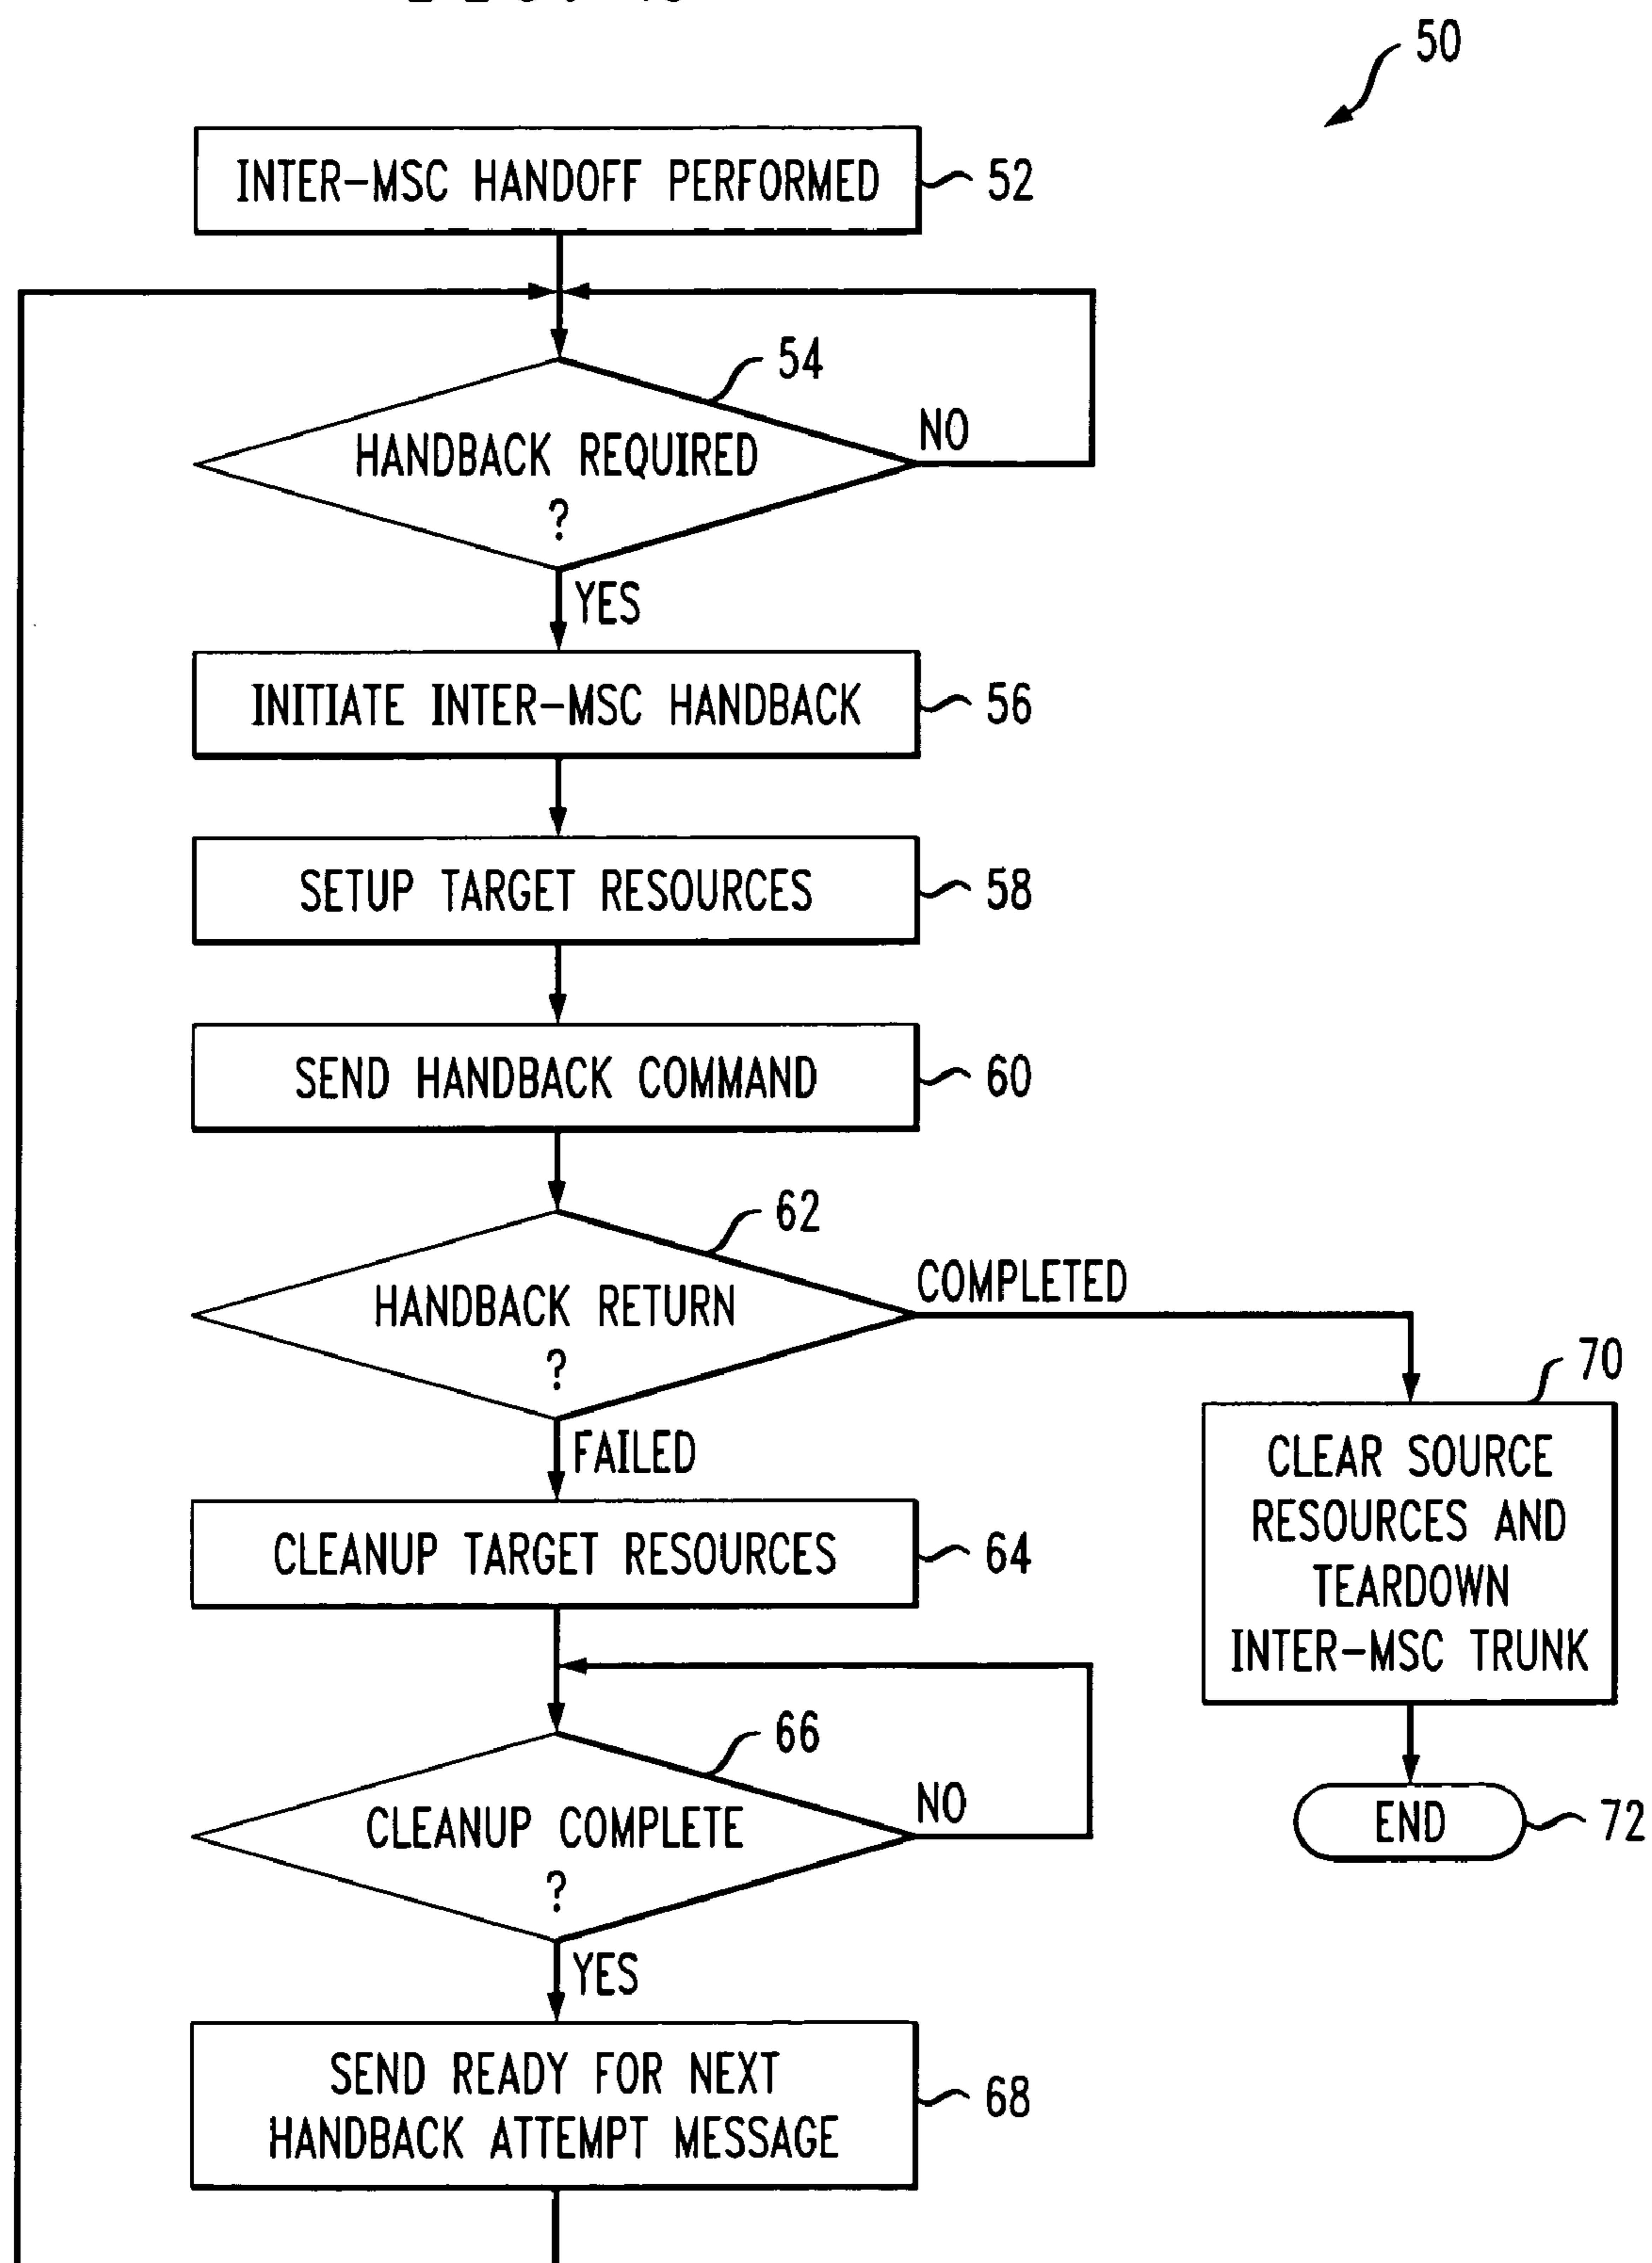 50
INTER-MSC HANDOFF PERFORMED
52
54
HANDBACK REQUIRED
?
NO
YES
INITIATE INTER-MSC HANDBACK
56
SETUP TARGET RESOURCES
58
SEND HANDBACK COMMAND
60
62
HANDBACK RETURN
?
COMPLETED
FAILED
70
CLEAR SOURCE
RESOURCES AND
TEARDOWN
INTER-MSC TRUNK
CLEANUP TARGET RESOURCES
64
66
CLEANUP COMPLETE
?
NO
END
72
YES
SEND READY FOR NEXT
HANDBACK ATTEMPT MESSAGE
68